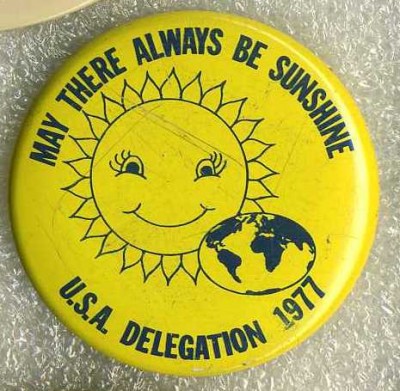 MAY THERE ALWAYS BE SUNSHINE
U.S.A. DELEGATION 1977